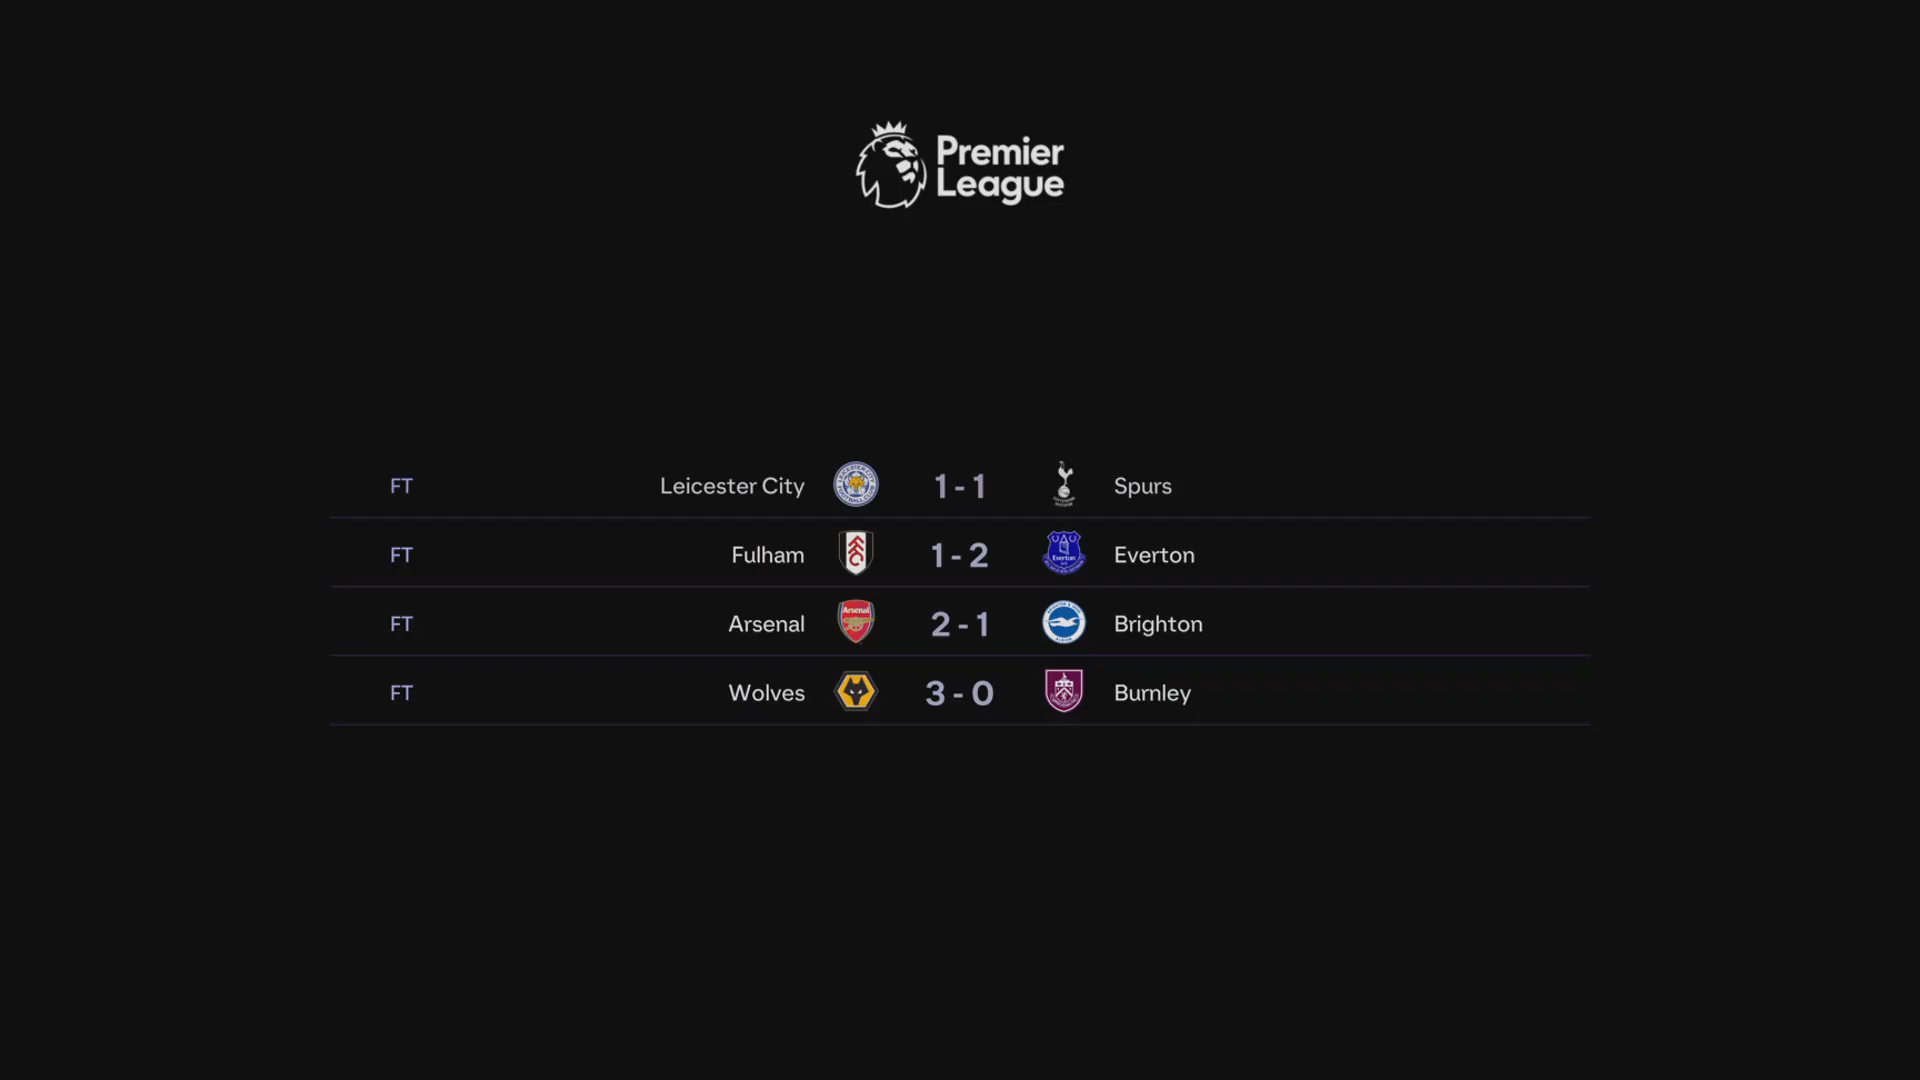 Premier
League
FT Leicester City 1 - 1 Spurs
FT Fulham 1 - 2 Everton
FT Arsenal 2 - 1 Brighton
FT Wolves 3 - 0 Burnley